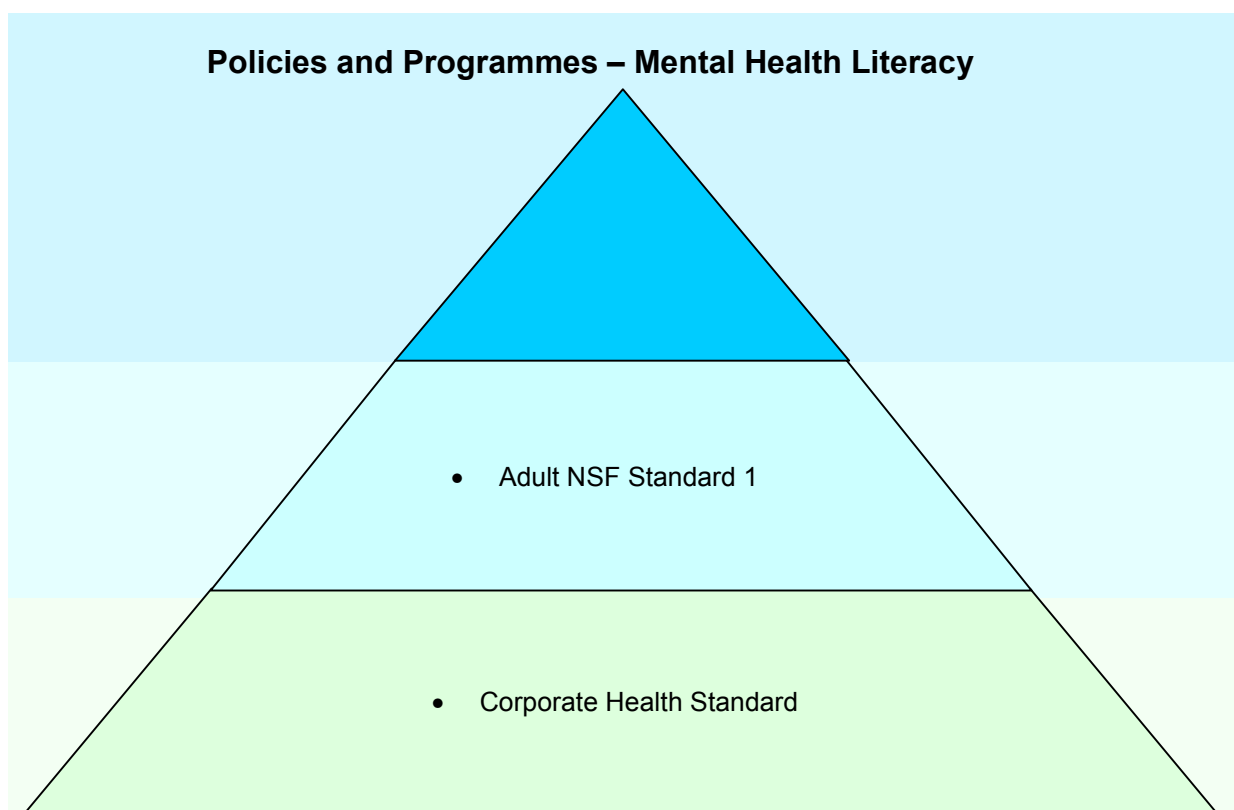 Policies and Programmes – Mental Health Literacy
• Adult NSF Standard 1
• Corporate Health Standard